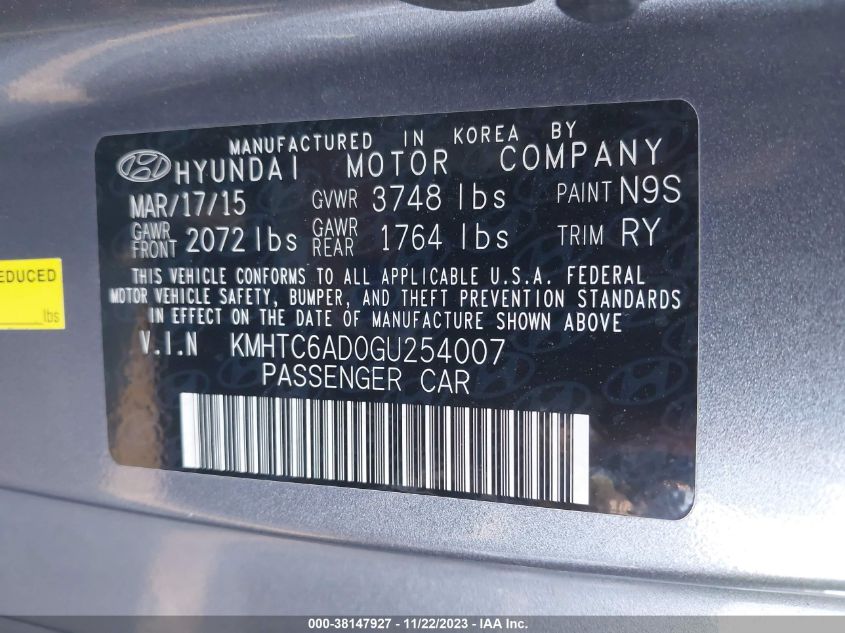 MANUFACTURED IN KOREA BY
HYUNDAI MOTOR COMPANY
MAR/17/15 GVWR 3748 lbs PAINT N9S
GAWR FRONT 2072 lbs GAWR REAR 1764 lbs TRIM RY
THIS VEHICLE CONFORMS TO ALL APPLICABLE U.S.A. FEDERAL
MOTOR VEHICLE SAFETY, BUMPER, AND THEFT PREVENTION STANDARDS
IN EFFECT ON THE DATE OF MANUFACTURE SHOWN ABOVE
V.I.N KMHTC6AD0GU254007
PASSENGER CAR
EDUCED
lbs
000-38147927 - 11/22/2023 - IAA Inc.